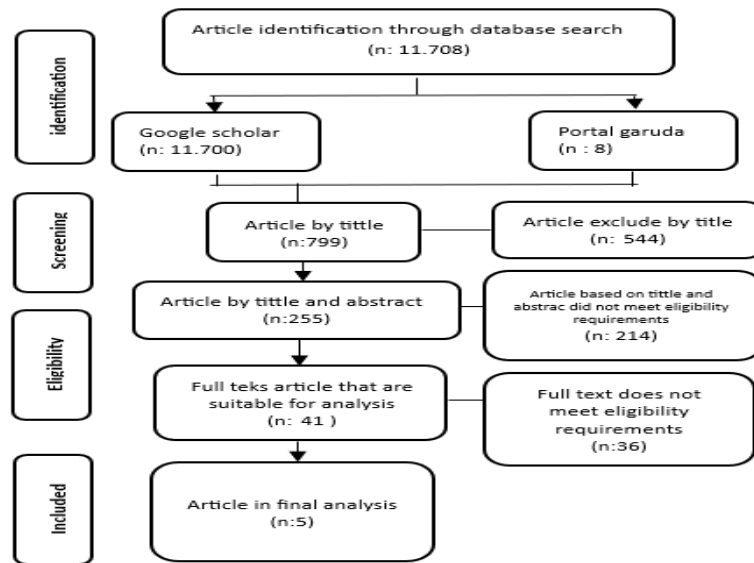 identification
Article identification through database search
(n: 11.708)
Google scholar
(n: 11.700)
Portal garuda
(n : 8)
Screening
Article by tittle
(n:799)
Article exclude by title
(n: 544)
Article by tittle and abstract
(n:255)
Article based on tittle and
abstrac did not meet eligibility
requirements
(n: 214)
Eligibility
Full teks article that are
suitable for analysis
(n: 41 )
Full text does not
meet eligibility
requirements
(n:36)
Included
Article in final analysis
(n:5)